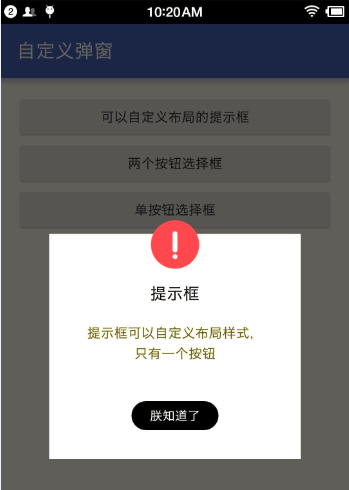 2
10:20AM
自定义弹窗
可以自定义布局的提示框
两个按钮选择框
单按钮选择框
提示框
提示框可以自定义布局样式，
只有一个按钮
朕知道了